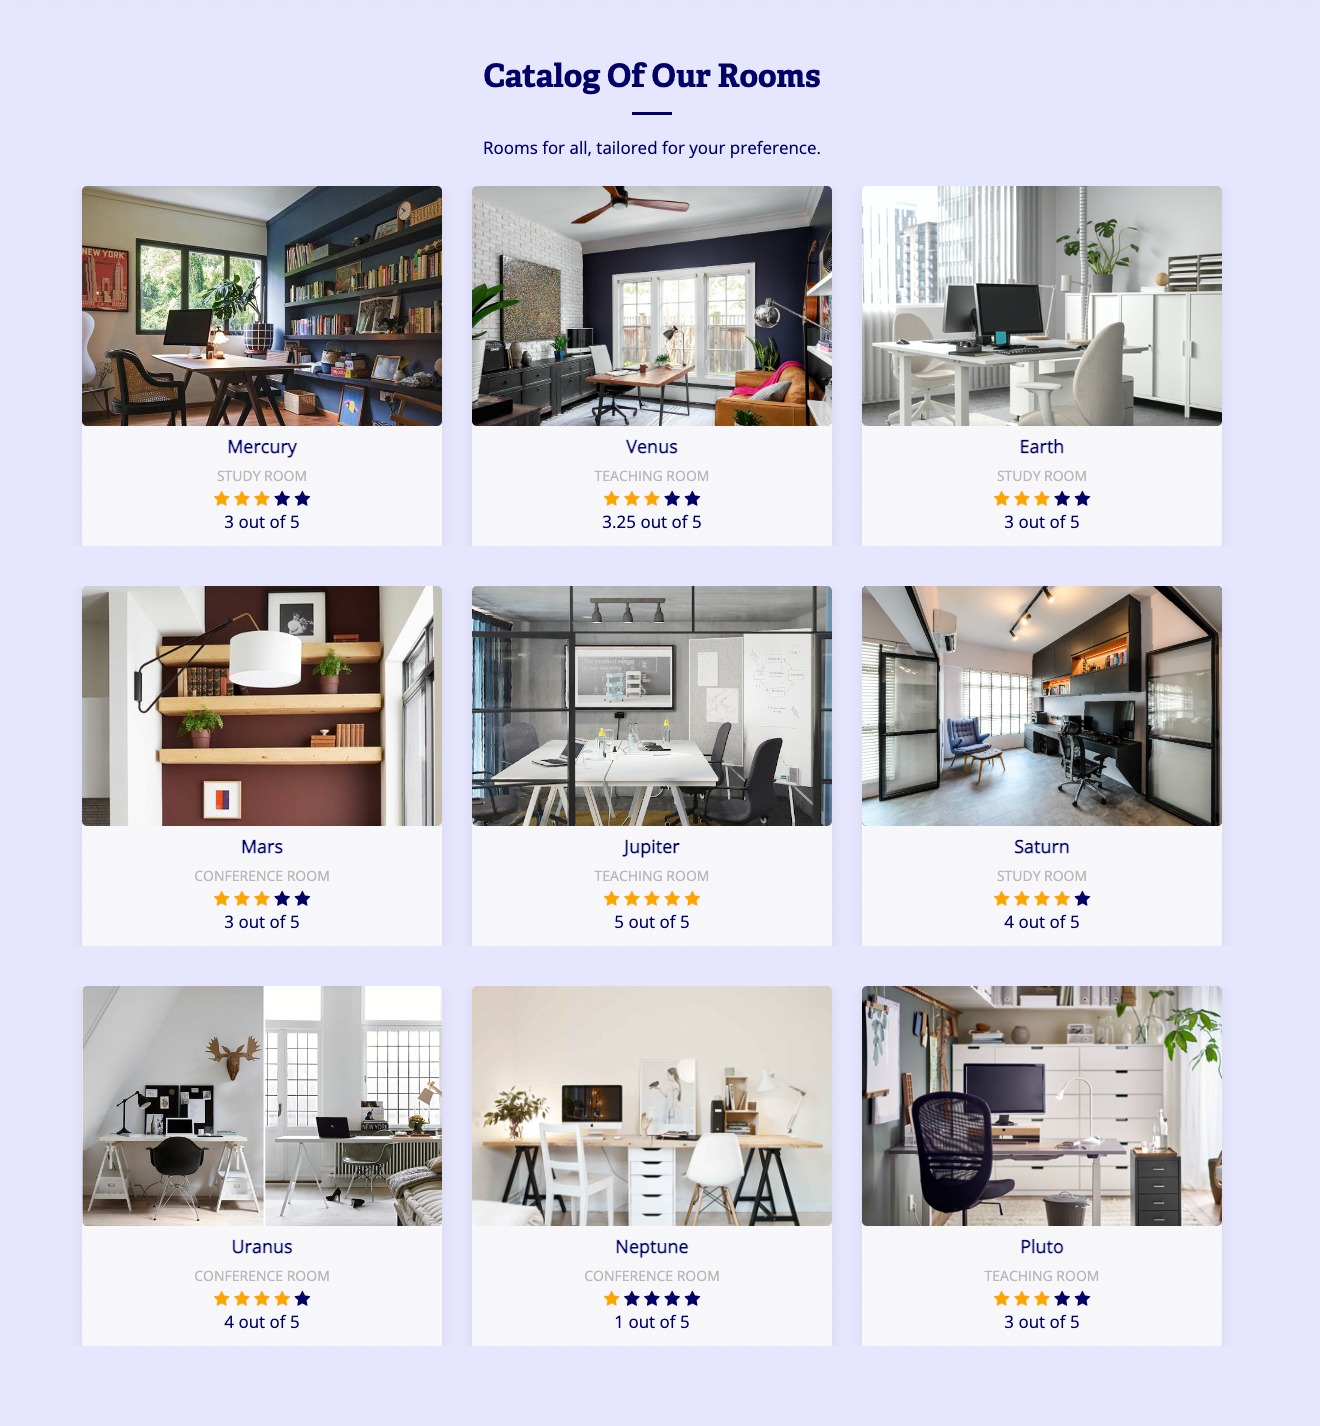 Catalog Of Our Rooms
Rooms for all, tailored for your preference.
NEW YORK
Mercury
STUDY ROOM
3 out of 5
Venus
TEACHING ROOM
3.25 out of 5
Earth
STUDY ROOM
3 out of 5
Mars
CONFERENCE ROOM
3 out of 5
Jupiter
TEACHING ROOM
5 out of 5
Saturn
STUDY ROOM
4 out of 5
NEW YORK
Uranus
CONFERENCE ROOM
4 out of 5
Neptune
CONFERENCE ROOM
1 out of 5
Pluto
TEACHING ROOM
3 out of 5